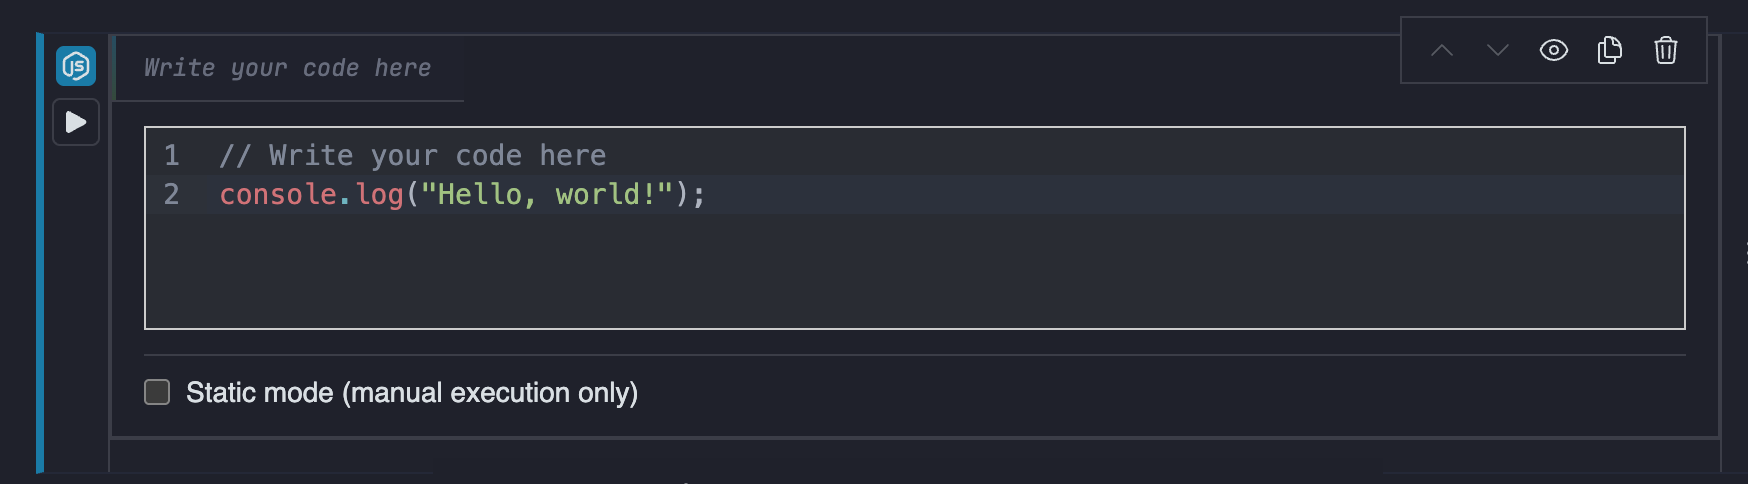 JS
Write your code here
1 // Write your code here
2 console.log("Hello, world!");
Static mode (manual execution only)